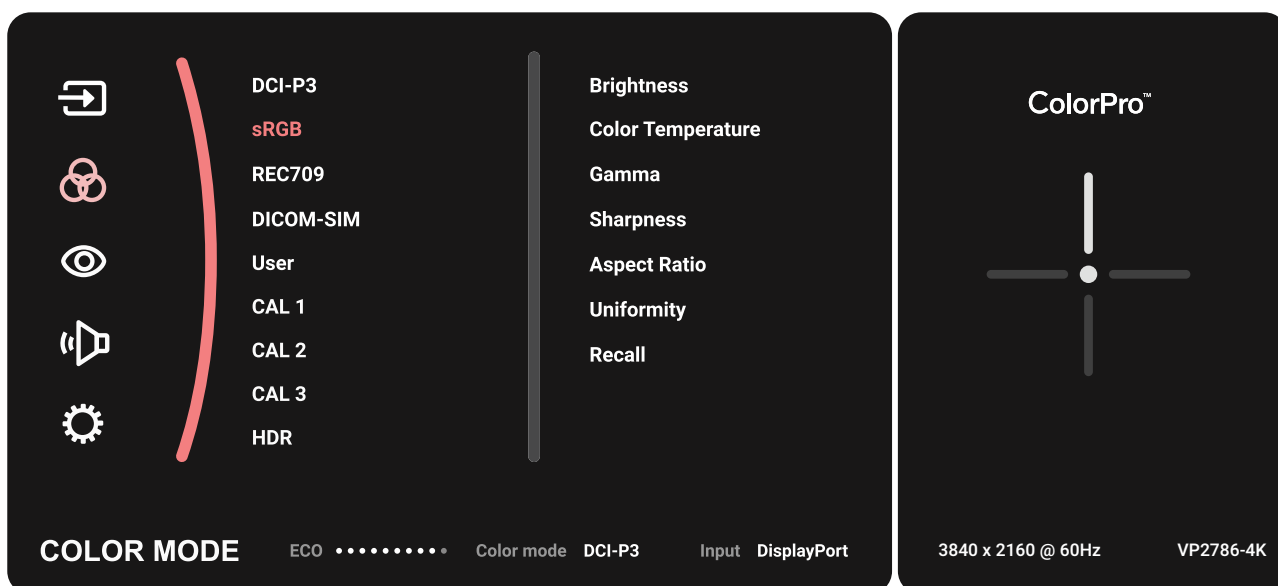 DCI-P3
sRGB
REC709
DICOM-SIM
User
CAL 1
CAL 2
CAL 3
HDR
Brightness
Color Temperature
Gamma
Sharpness
Aspect Ratio
Uniformity
Recall
COLOR MODE
ECO
Color mode DCI-P3
Input DisplayPort
ColorPro™
3840 x 2160 @ 60Hz
VP2786-4K